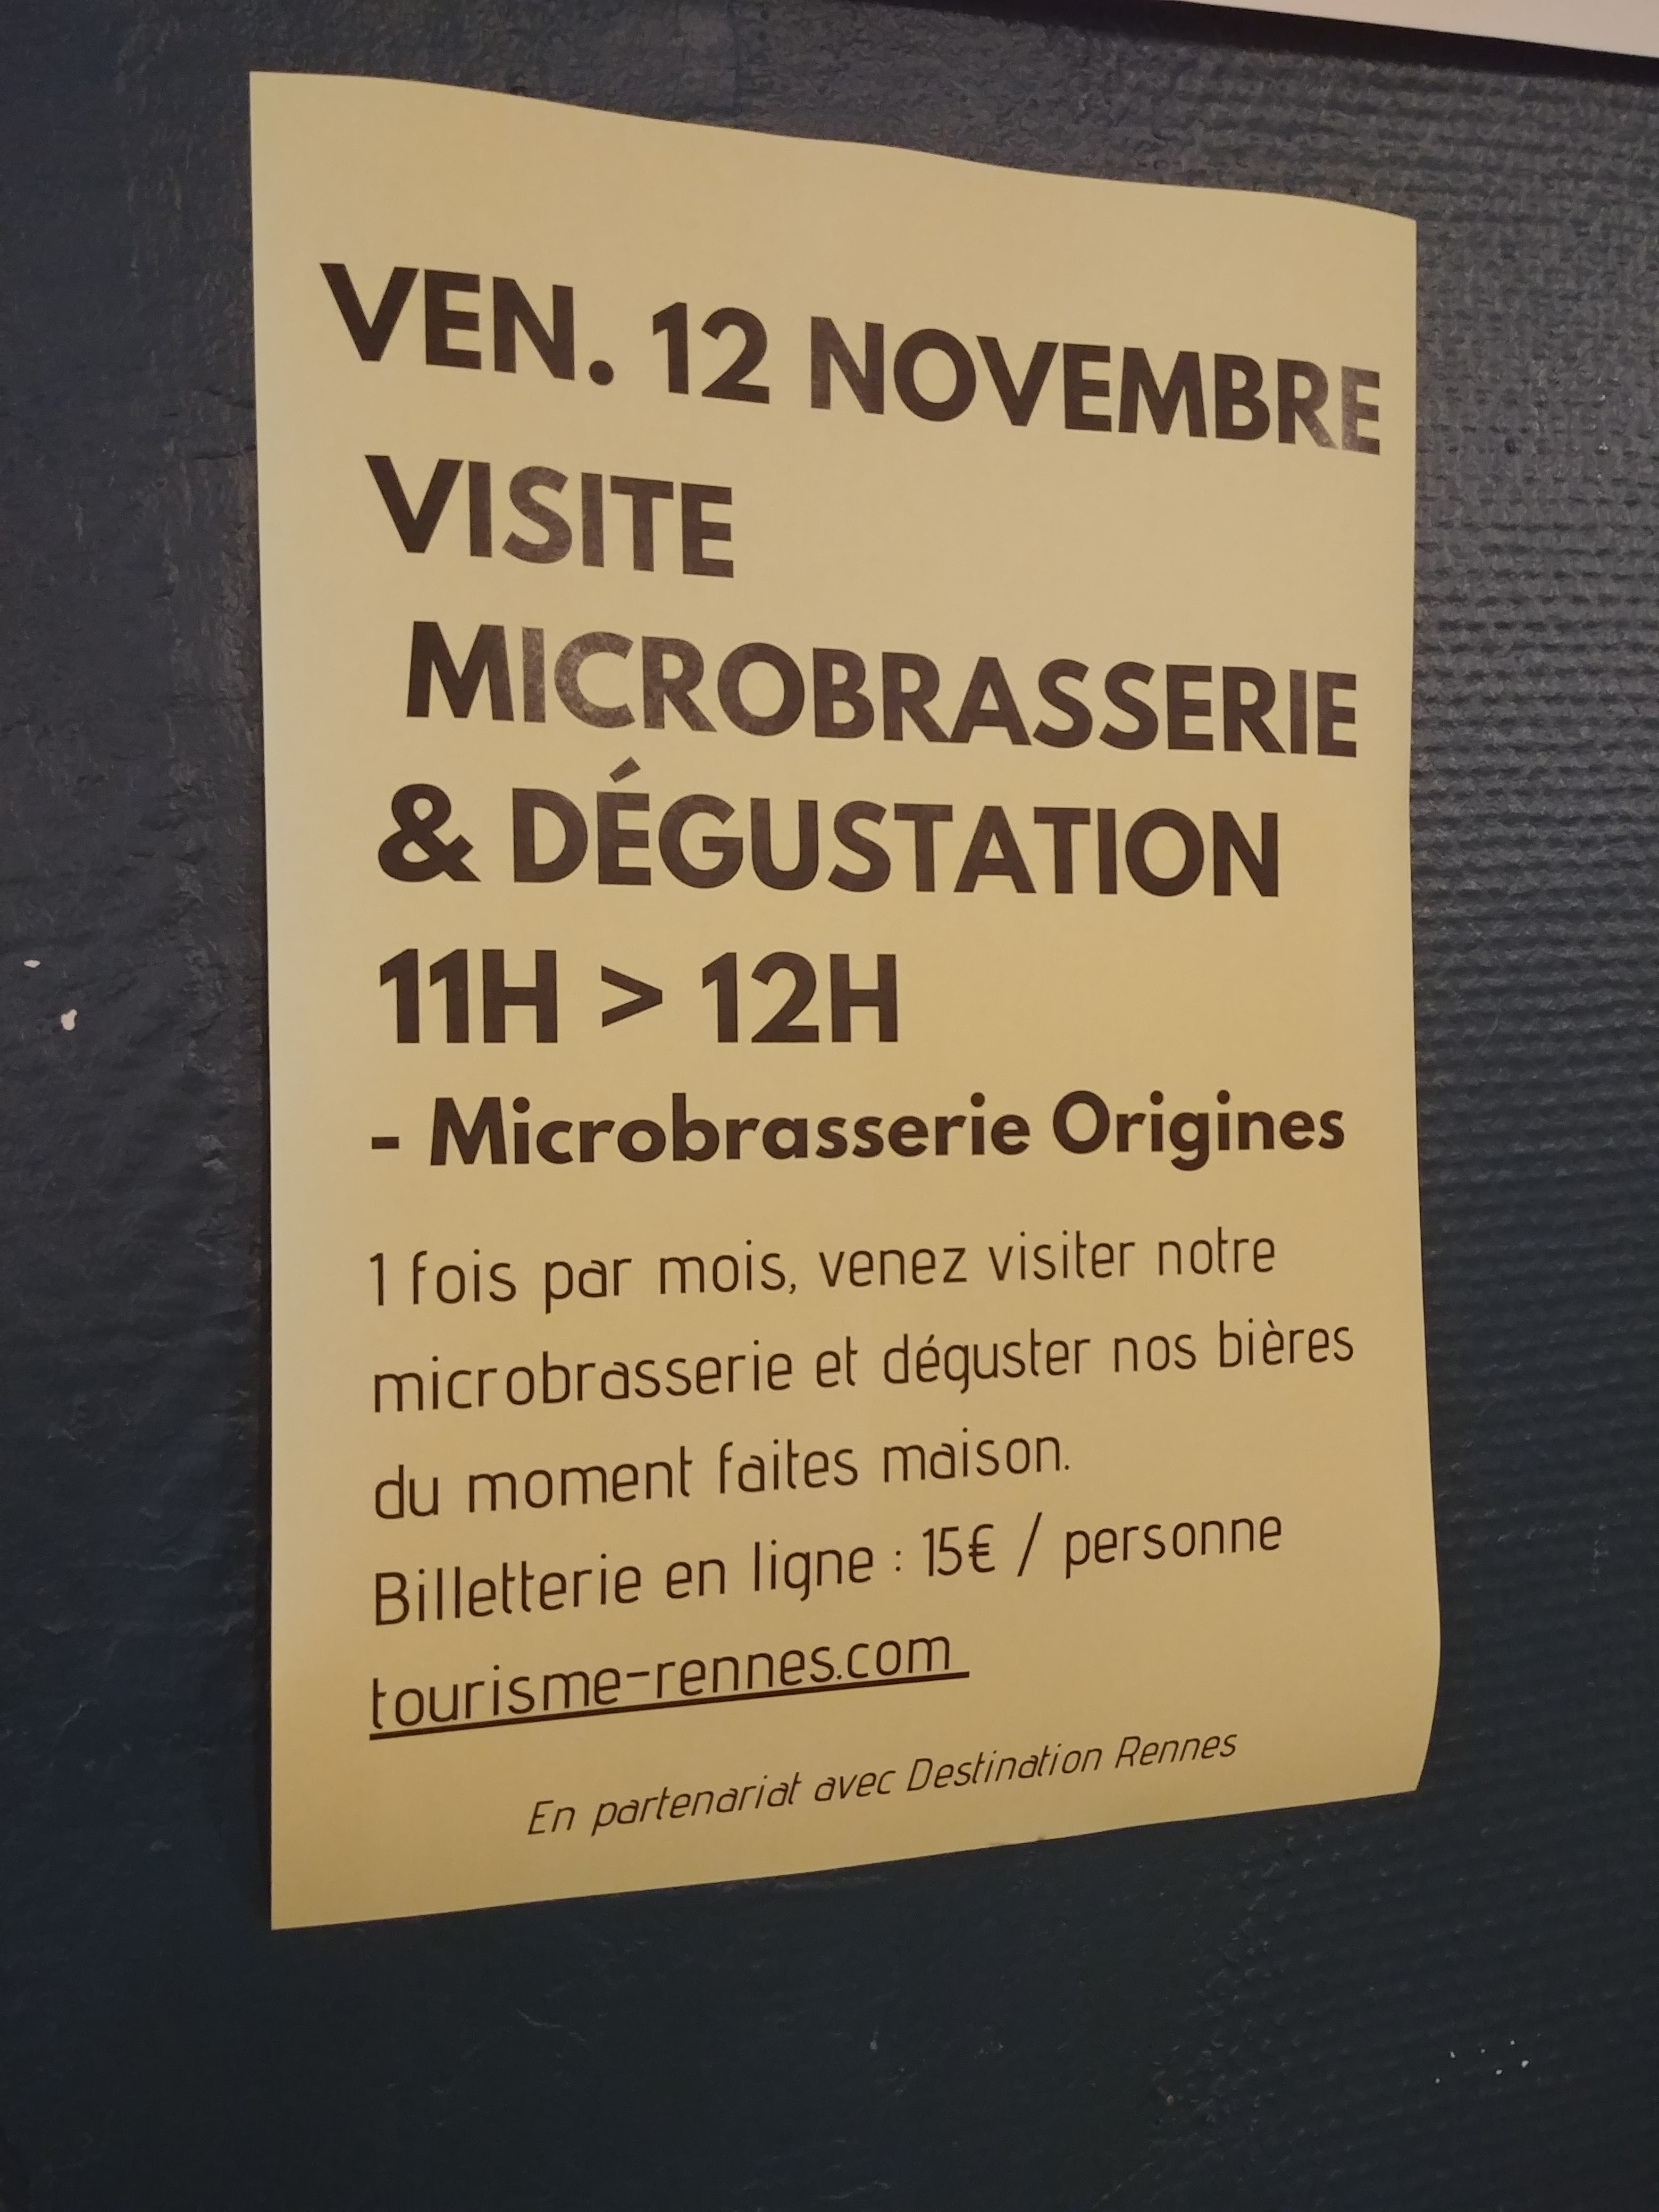 VEN. 12 NOVEMBRE
VISITE
MICROBRASSERIE
& DÉGUSTATION
11H > 12H
- Microbrasserie Origines
1 fois par mois, venez visiter notre
microbrasserie et déguster nos bières
du moment faites maison.
Billetterie en ligne : 15€ / personne
tourisme-rennes.com
En partenariat avec Destination Rennes